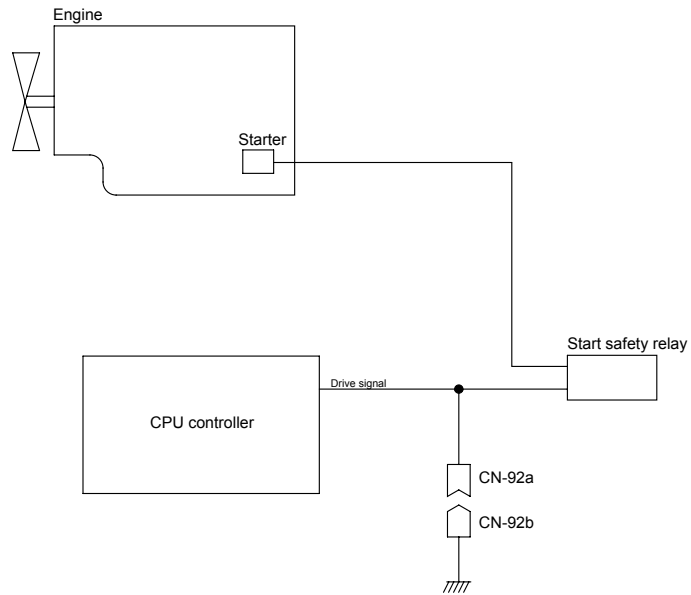 Engine
Starter
Start safety relay
Drive signal
CPU controller
CN-92a
CN-92b